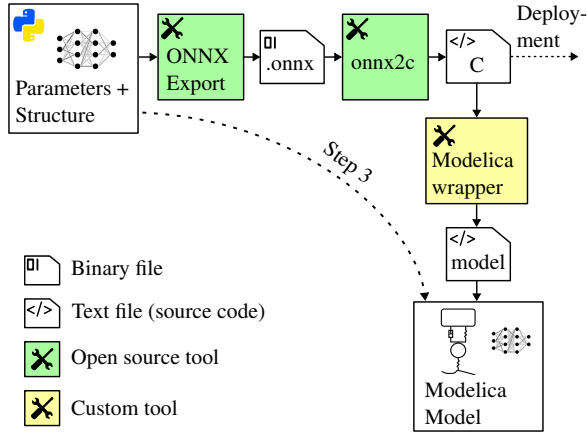 Parameters +
Structure
ONNX
Export
.onnx
onnx2c
</>
C
Deploy-
ment
Step 3
Modelica
wrapper
</>
model
Modelica
Model
Binary file
</>
Text file (source code)
Open source tool
Custom tool